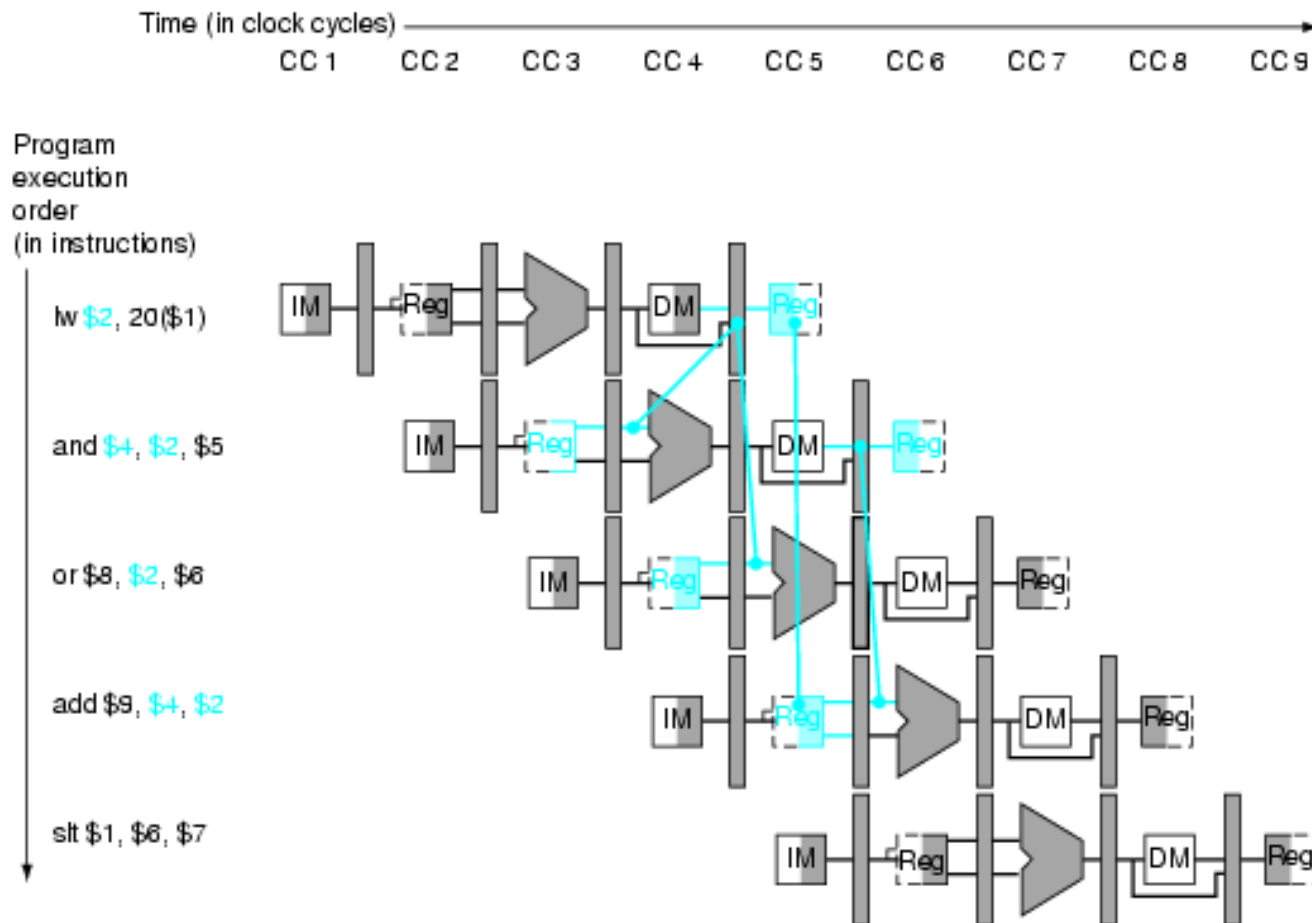 Time (in clock cycles)
CC 1 CC 2 CC 3 CC 4 CC 5 CC 6 CC 7 CC 8 CC 9
Program
execution
order
(in instructions)
lw $2, 20($1)
IM Reg DM Reg
and $4, $2, $5
IM Reg DM Reg
or $8, $2, $6
IM Reg DM Reg
add $9, $4, $2
IM Reg DM Reg
slt $1, $6, $7
IM Reg DM Reg